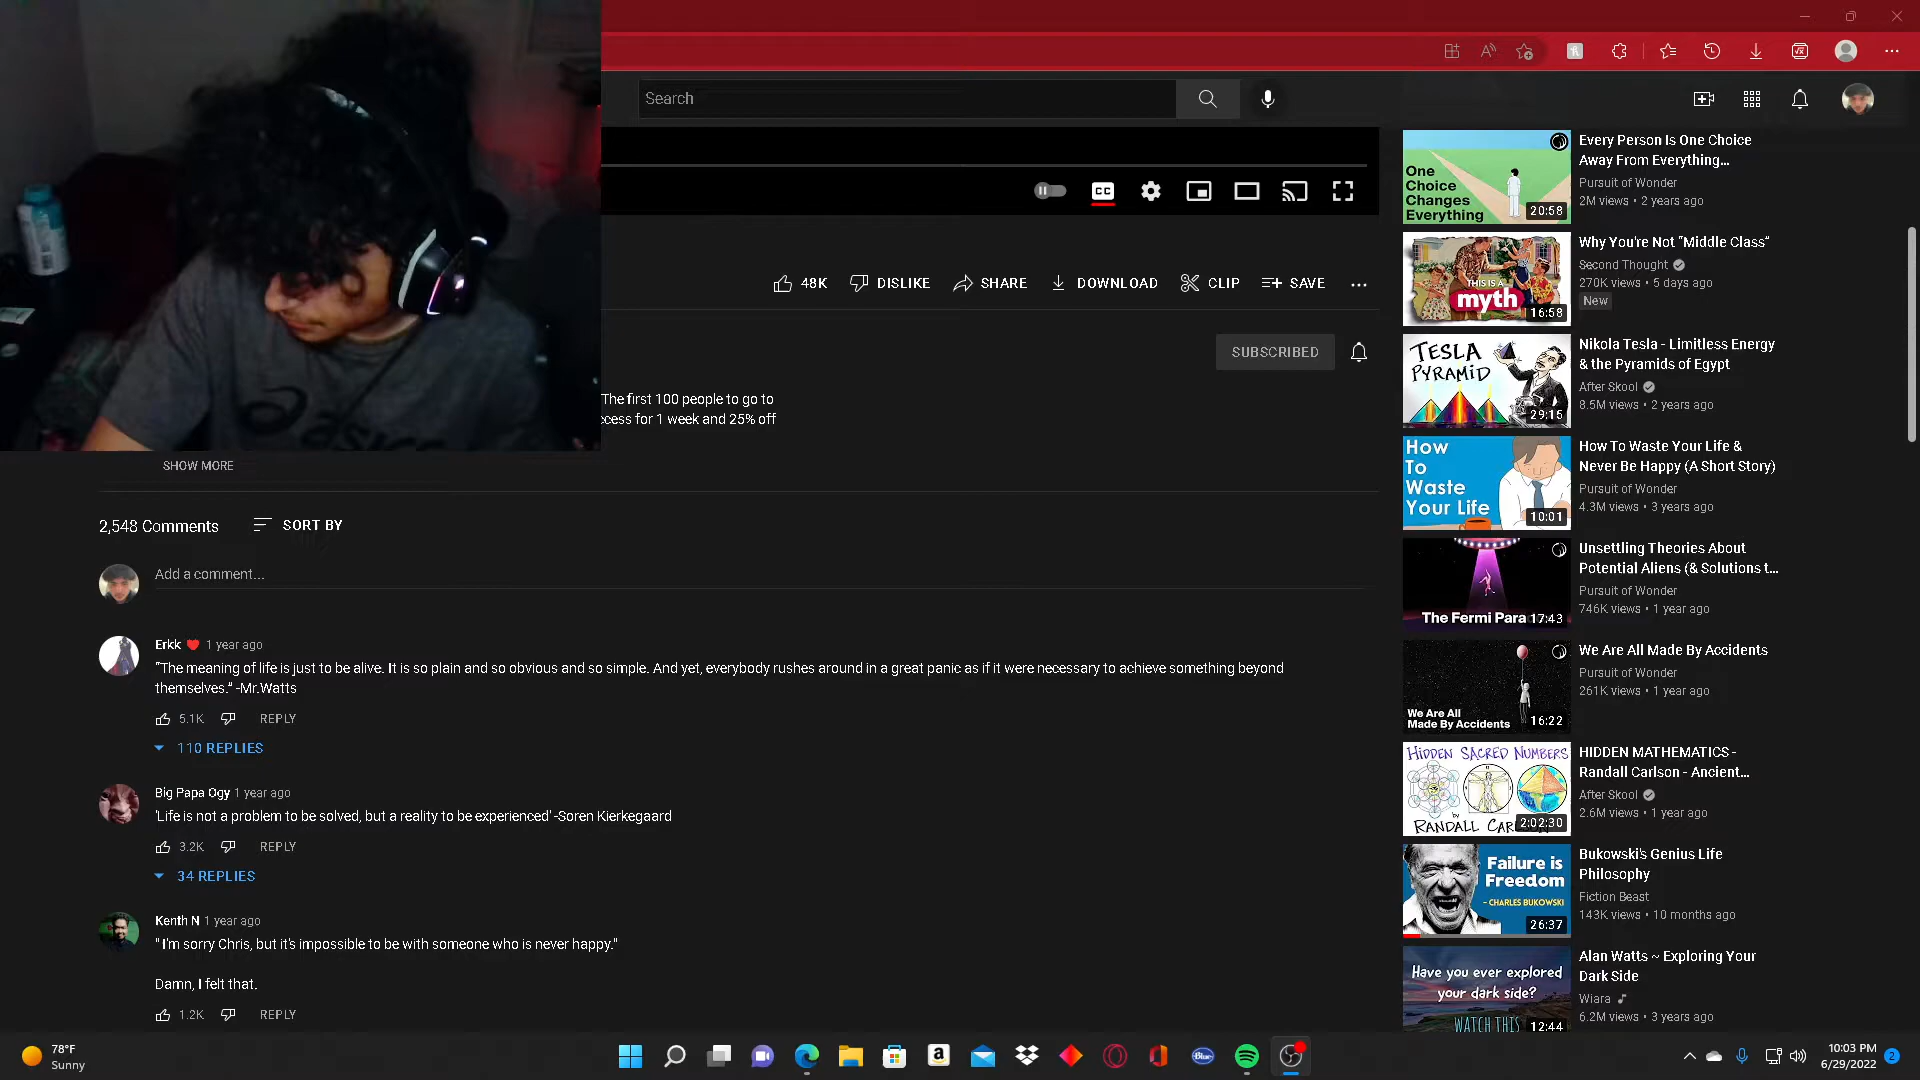 Search
48K
DISLIKE
SHARE
DOWNLOAD
CLIP
SAVE
SUBSCRIBED
The first 100 people to go to
ccess for 1 week and 25% off
SHOW MORE
2,548 Comments
SORT BY
Add a comment...
Erkk 1 year ago
"The meaning of life is just to be alive. It is so plain and so obvious and so simple. And yet, everybody rushes around in a great panic as if it were necessary to achieve something beyond
themselves." -Mr.Watts
5.1K REPLY
110 REPLIES
Big Papa Ogy 1 year ago
'Life is not a problem to be solved, but a reality to be experienced' -Soren Kierkegaard
3.2K REPLY
34 REPLIES
Kenth N 1 year ago
" I'm sorry Chris, but it's impossible to be with someone who is never happy."
Damn, I felt that.
1.2K REPLY
One
Choice
Changes
Everything
20:58
Every Person Is One Choice
Away From Everything...
Pursuit of Wonder
2M views • 2 years ago
THIS IS A
myth
16:58
Why You're Not "Middle Class"
Second Thought
270K views • 5 days ago
New
TESLA
PYRAMID
29:15
Nikola Tesla - Limitless Energy
& the Pyramids of Egypt
After Skool
8.5M views • 2 years ago
How
To
Waste
Your Life
10:01
How To Waste Your Life &
Never Be Happy (A Short Story)
Pursuit of Wonder
4.3M views • 3 years ago
The Fermi Para
17:43
Unsettling Theories About
Potential Aliens (& Solutions t...
Pursuit of Wonder
746K views • 1 year ago
We Are All
Made By Accidents
16:22
We Are All Made By Accidents
Pursuit of Wonder
261K views • 1 year ago
HIDDEN SACRED NUMBERS
by
RANDALL CAR
2:02:30
HIDDEN MATHEMATICS -
Randall Carlson - Ancient...
After Skool
2.6M views • 1 year ago
Failure is
Freedom
- CHARLES BUKOWSKI
26:37
Bukowski's Genius Life
Philosophy
Fiction Beast
143K views • 10 months ago
Have you ever explored
your dark side?
WATCH THIS
12:44
Alan Watts ~ Exploring Your
Dark Side
Wiara
6.2M views • 3 years ago
78°F
Sunny
10:03 PM
6/29/2022
2